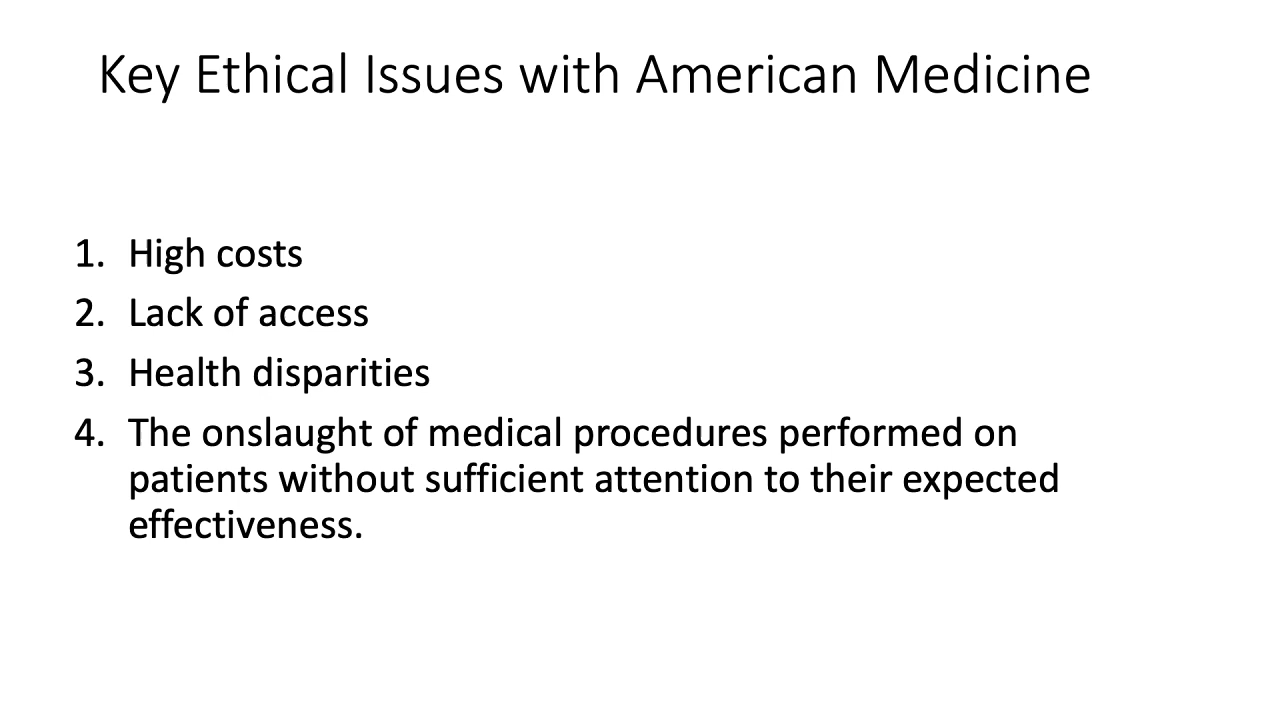 Key Ethical Issues with American Medicine
1. High costs
2. Lack of access
3. Health disparities
4. The onslaught of medical procedures performed on
patients without sufficient attention to their expected
effectiveness.